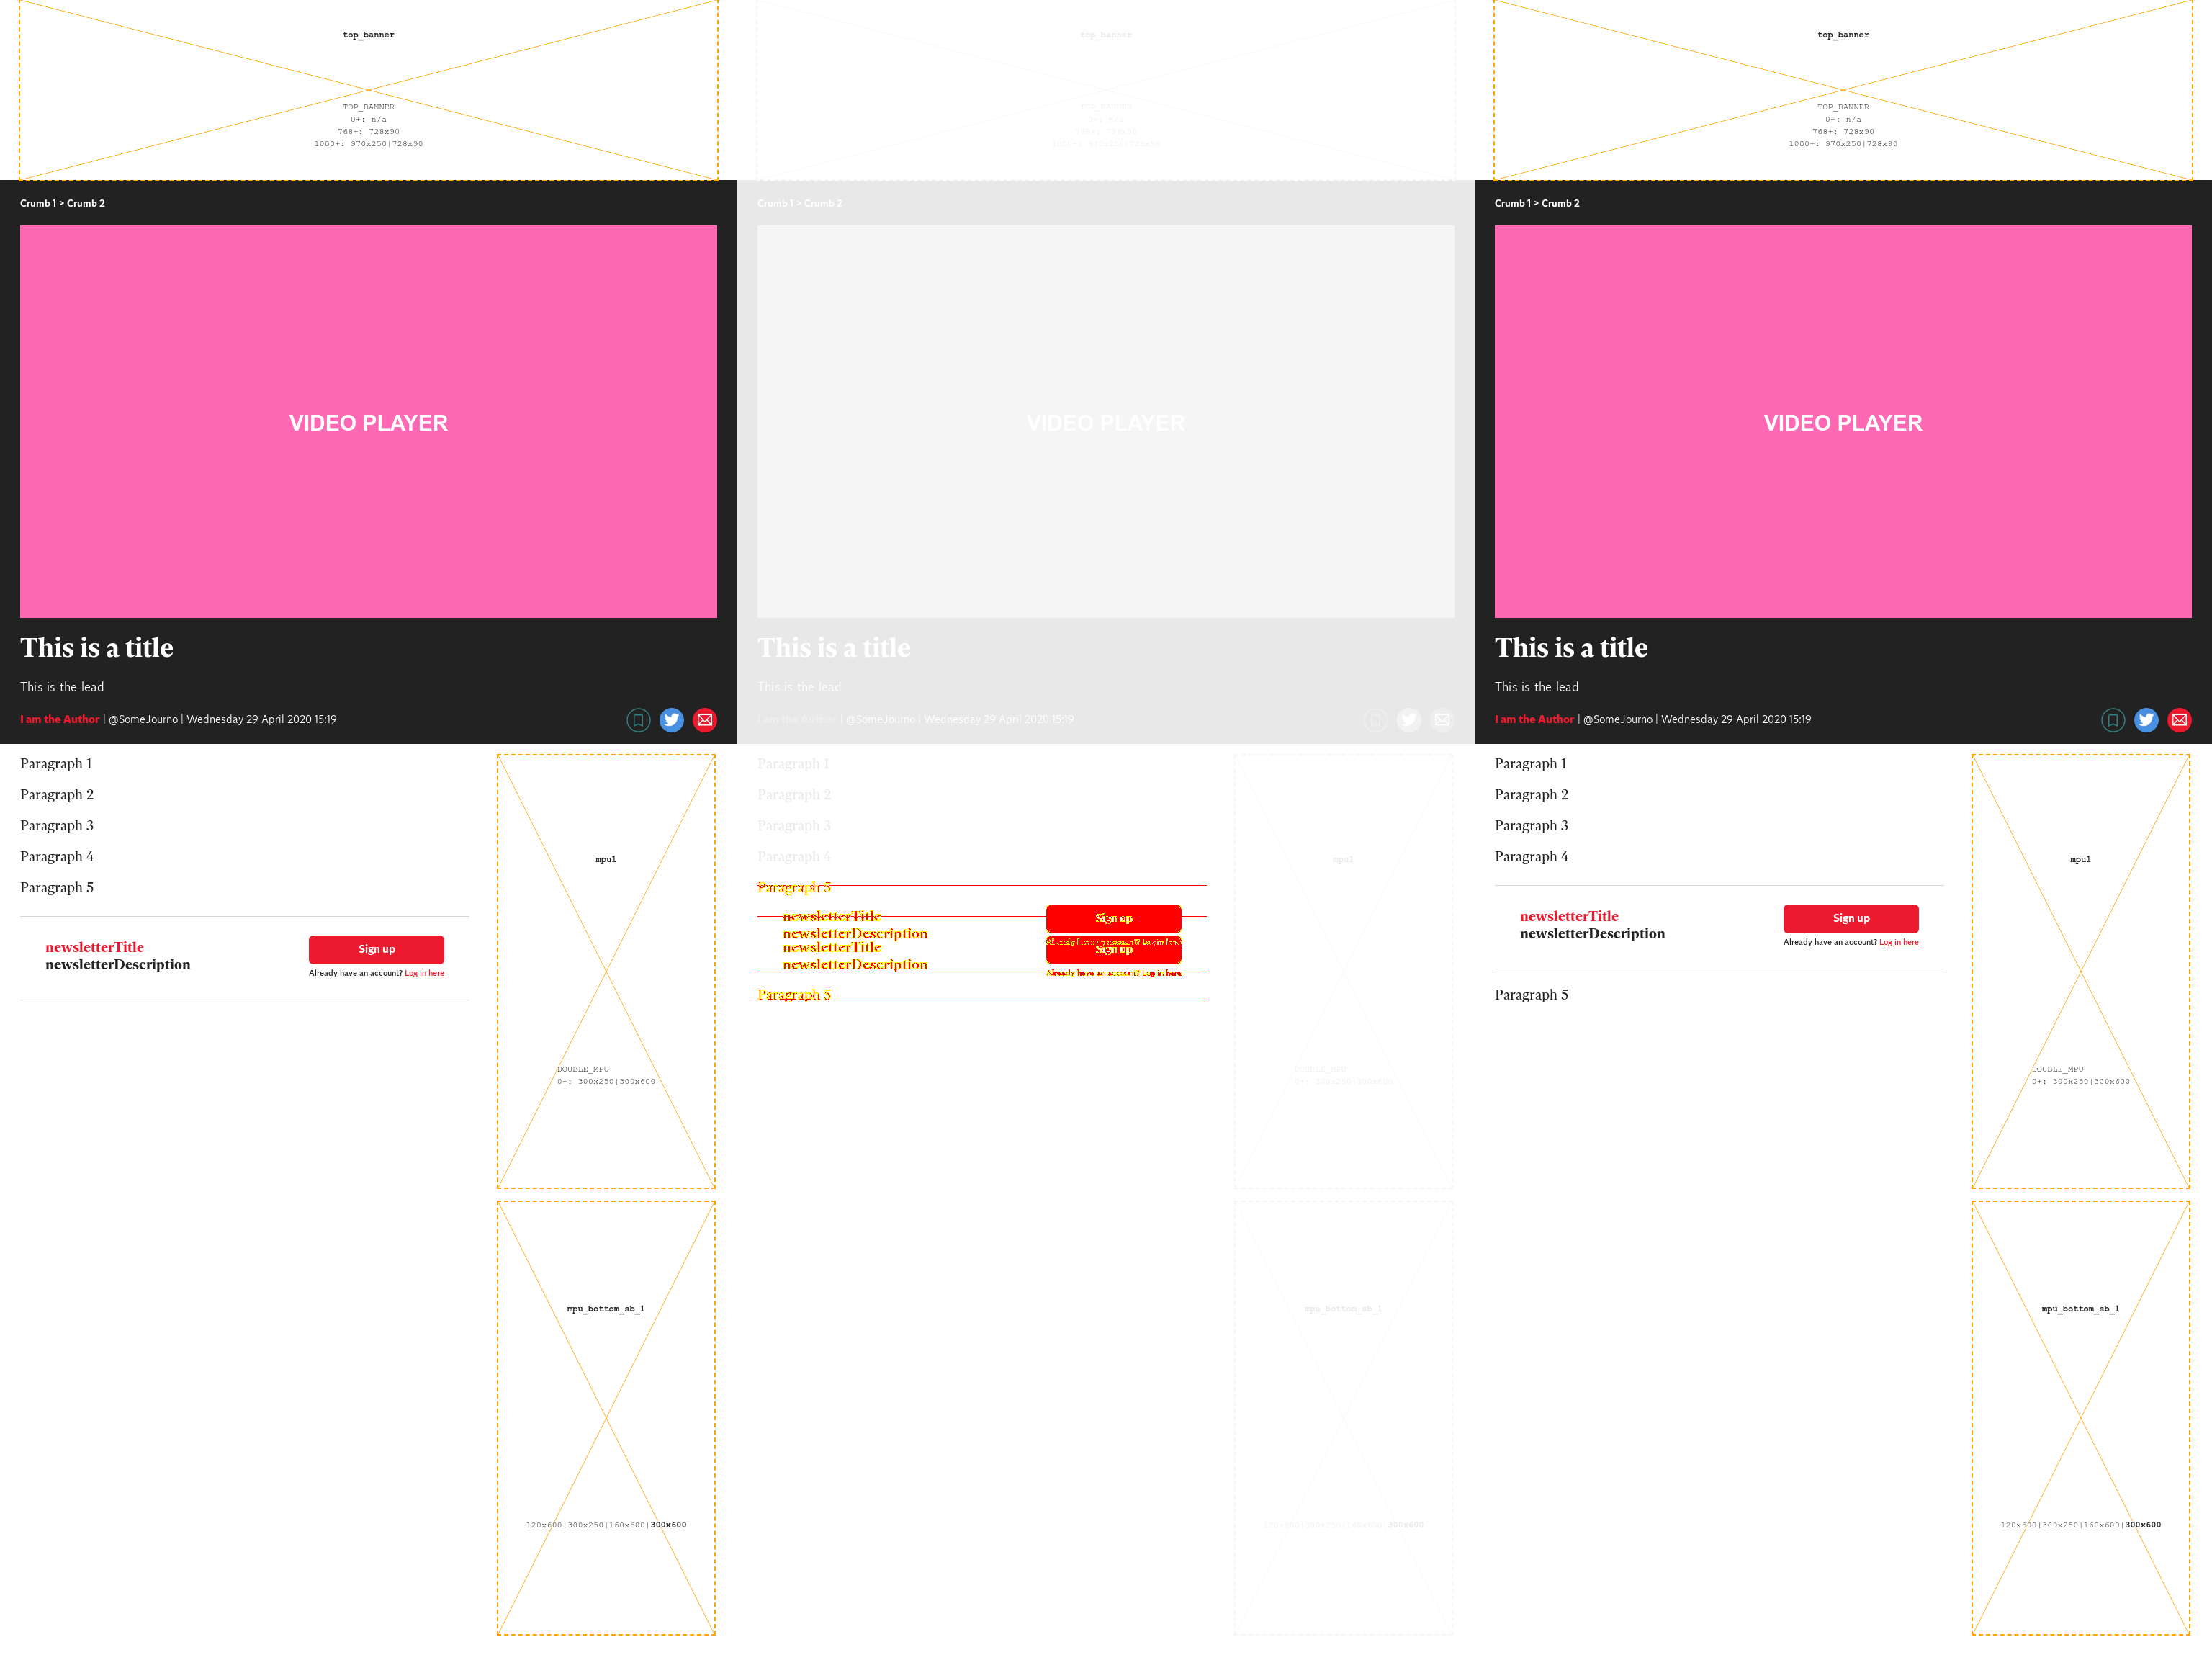 top_banner
TOP_BANNER
0+: n/a
768+: 728x90
1000+: 970x250|728x90
Crumb 1 > Crumb 2
VIDEO PLAYER
This is a title
This is the lead
I am the Author | @SomeJourno | Wednesday 29 April 2020 15:19
Paragraph 1
Paragraph 2
Paragraph 3
Paragraph 4
Paragraph 5
newsletterTitle
newsletterDescription
Sign up
Already have an account? Log in here
mpu1
DOUBLE_MPU
0+: 300x250|300x600
mpu_bottom_sb_1
120x600|300x250|160x600|300x600
top_banner
TOP_BANNER
0+: n/a
768+: 728x90
1000+: 970x250|728x90
Crumb 1 > Crumb 2
VIDEO PLAYER
This is a title
This is the lead
I am the Author | @SomeJourno | Wednesday 29 April 2020 15:19
Paragraph 1
Paragraph 2
Paragraph 3
Paragraph 4
Paragraph 5
newsletterTitle
newsletterDescription
newsletterTitle
newsletterDescription
Sign up
Already have an account? Log in here
Sign up
Already have an account? Log in here
Paragraph 5
mpu1
DOUBLE_MPU
0+: 300x250|300x600
mpu_bottom_sb_1
120x600|300x250|160x600|300x600
top_banner
TOP_BANNER
0+: n/a
768+: 728x90
1000+: 970x250|728x90
Crumb 1 > Crumb 2
VIDEO PLAYER
This is a title
This is the lead
I am the Author | @SomeJourno | Wednesday 29 April 2020 15:19
Paragraph 1
Paragraph 2
Paragraph 3
Paragraph 4
newsletterTitle
newsletterDescription
Sign up
Already have an account? Log in here
Paragraph 5
mpu1
DOUBLE_MPU
0+: 300x250|300x600
mpu_bottom_sb_1
120x600|300x250|160x600|300x600